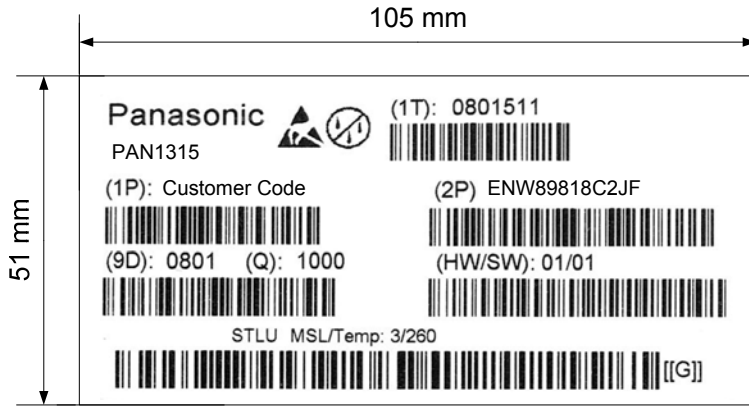 105 mm
51 mm
Panasonic
PAN1315
(1T): 0801511
(1P): Customer Code
(2P) ENW89818C2JF
(9D): 0801 (Q): 1000
(HW/SW): 01/01
STLU MSL/Temp: 3/260
[[G]]